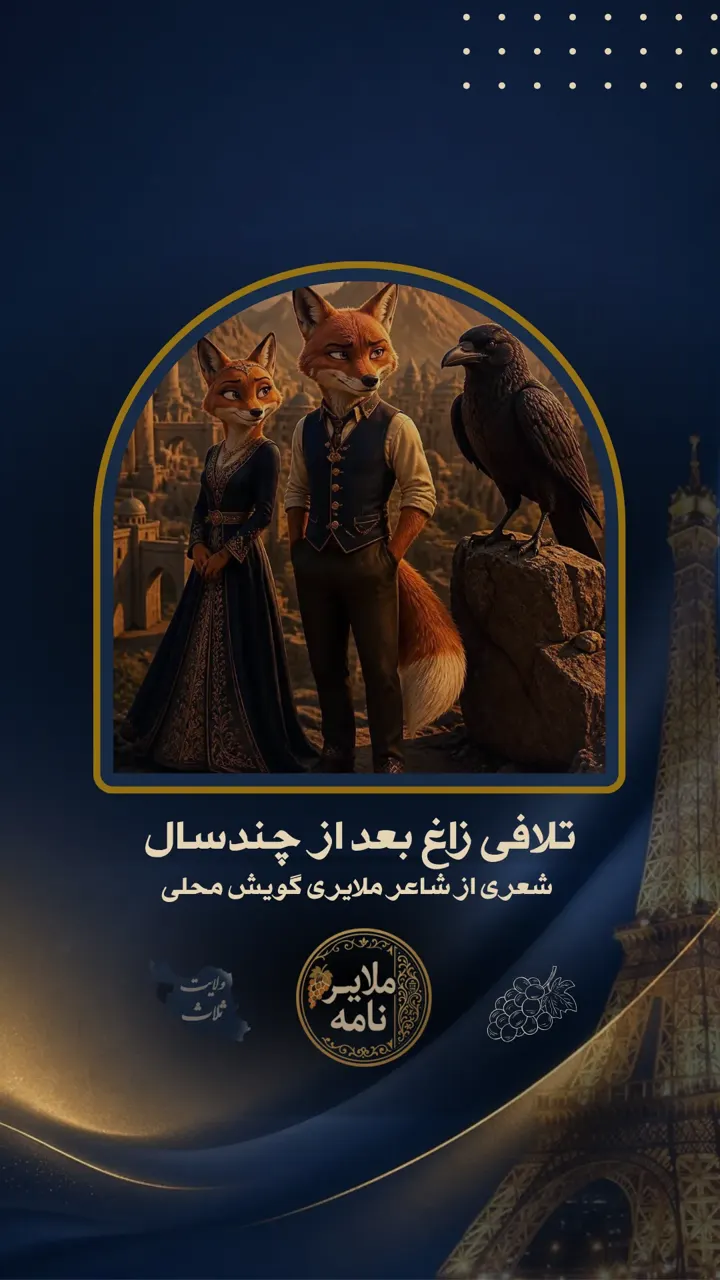 تلافی زاغ بعد از چندسال
شعری از شاعر ملایری گویش محلی
ولایت
ثلاث
ملایر
نامه